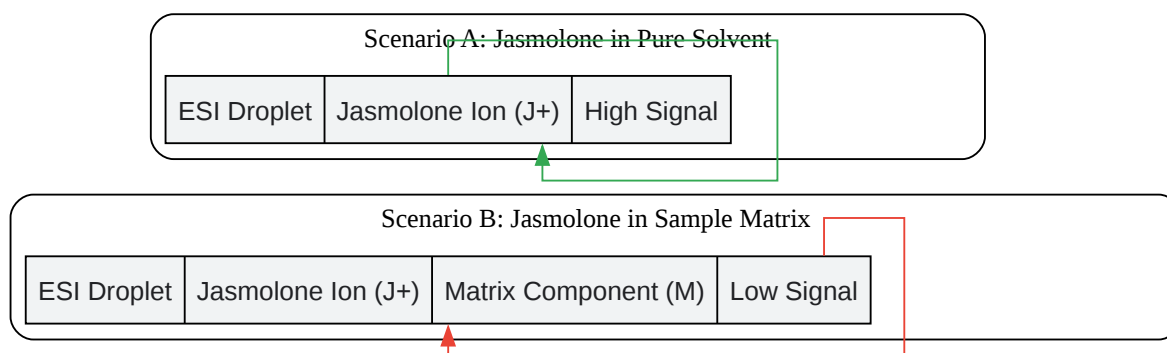 Scenario A: Jasmolone in Pure Solvent
ESI Droplet Jasmolone Ion (J+) High Signal
Scenario B: Jasmolone in Sample Matrix
ESI Droplet Jasmolone Ion (J+) Matrix Component (M) Low Signal